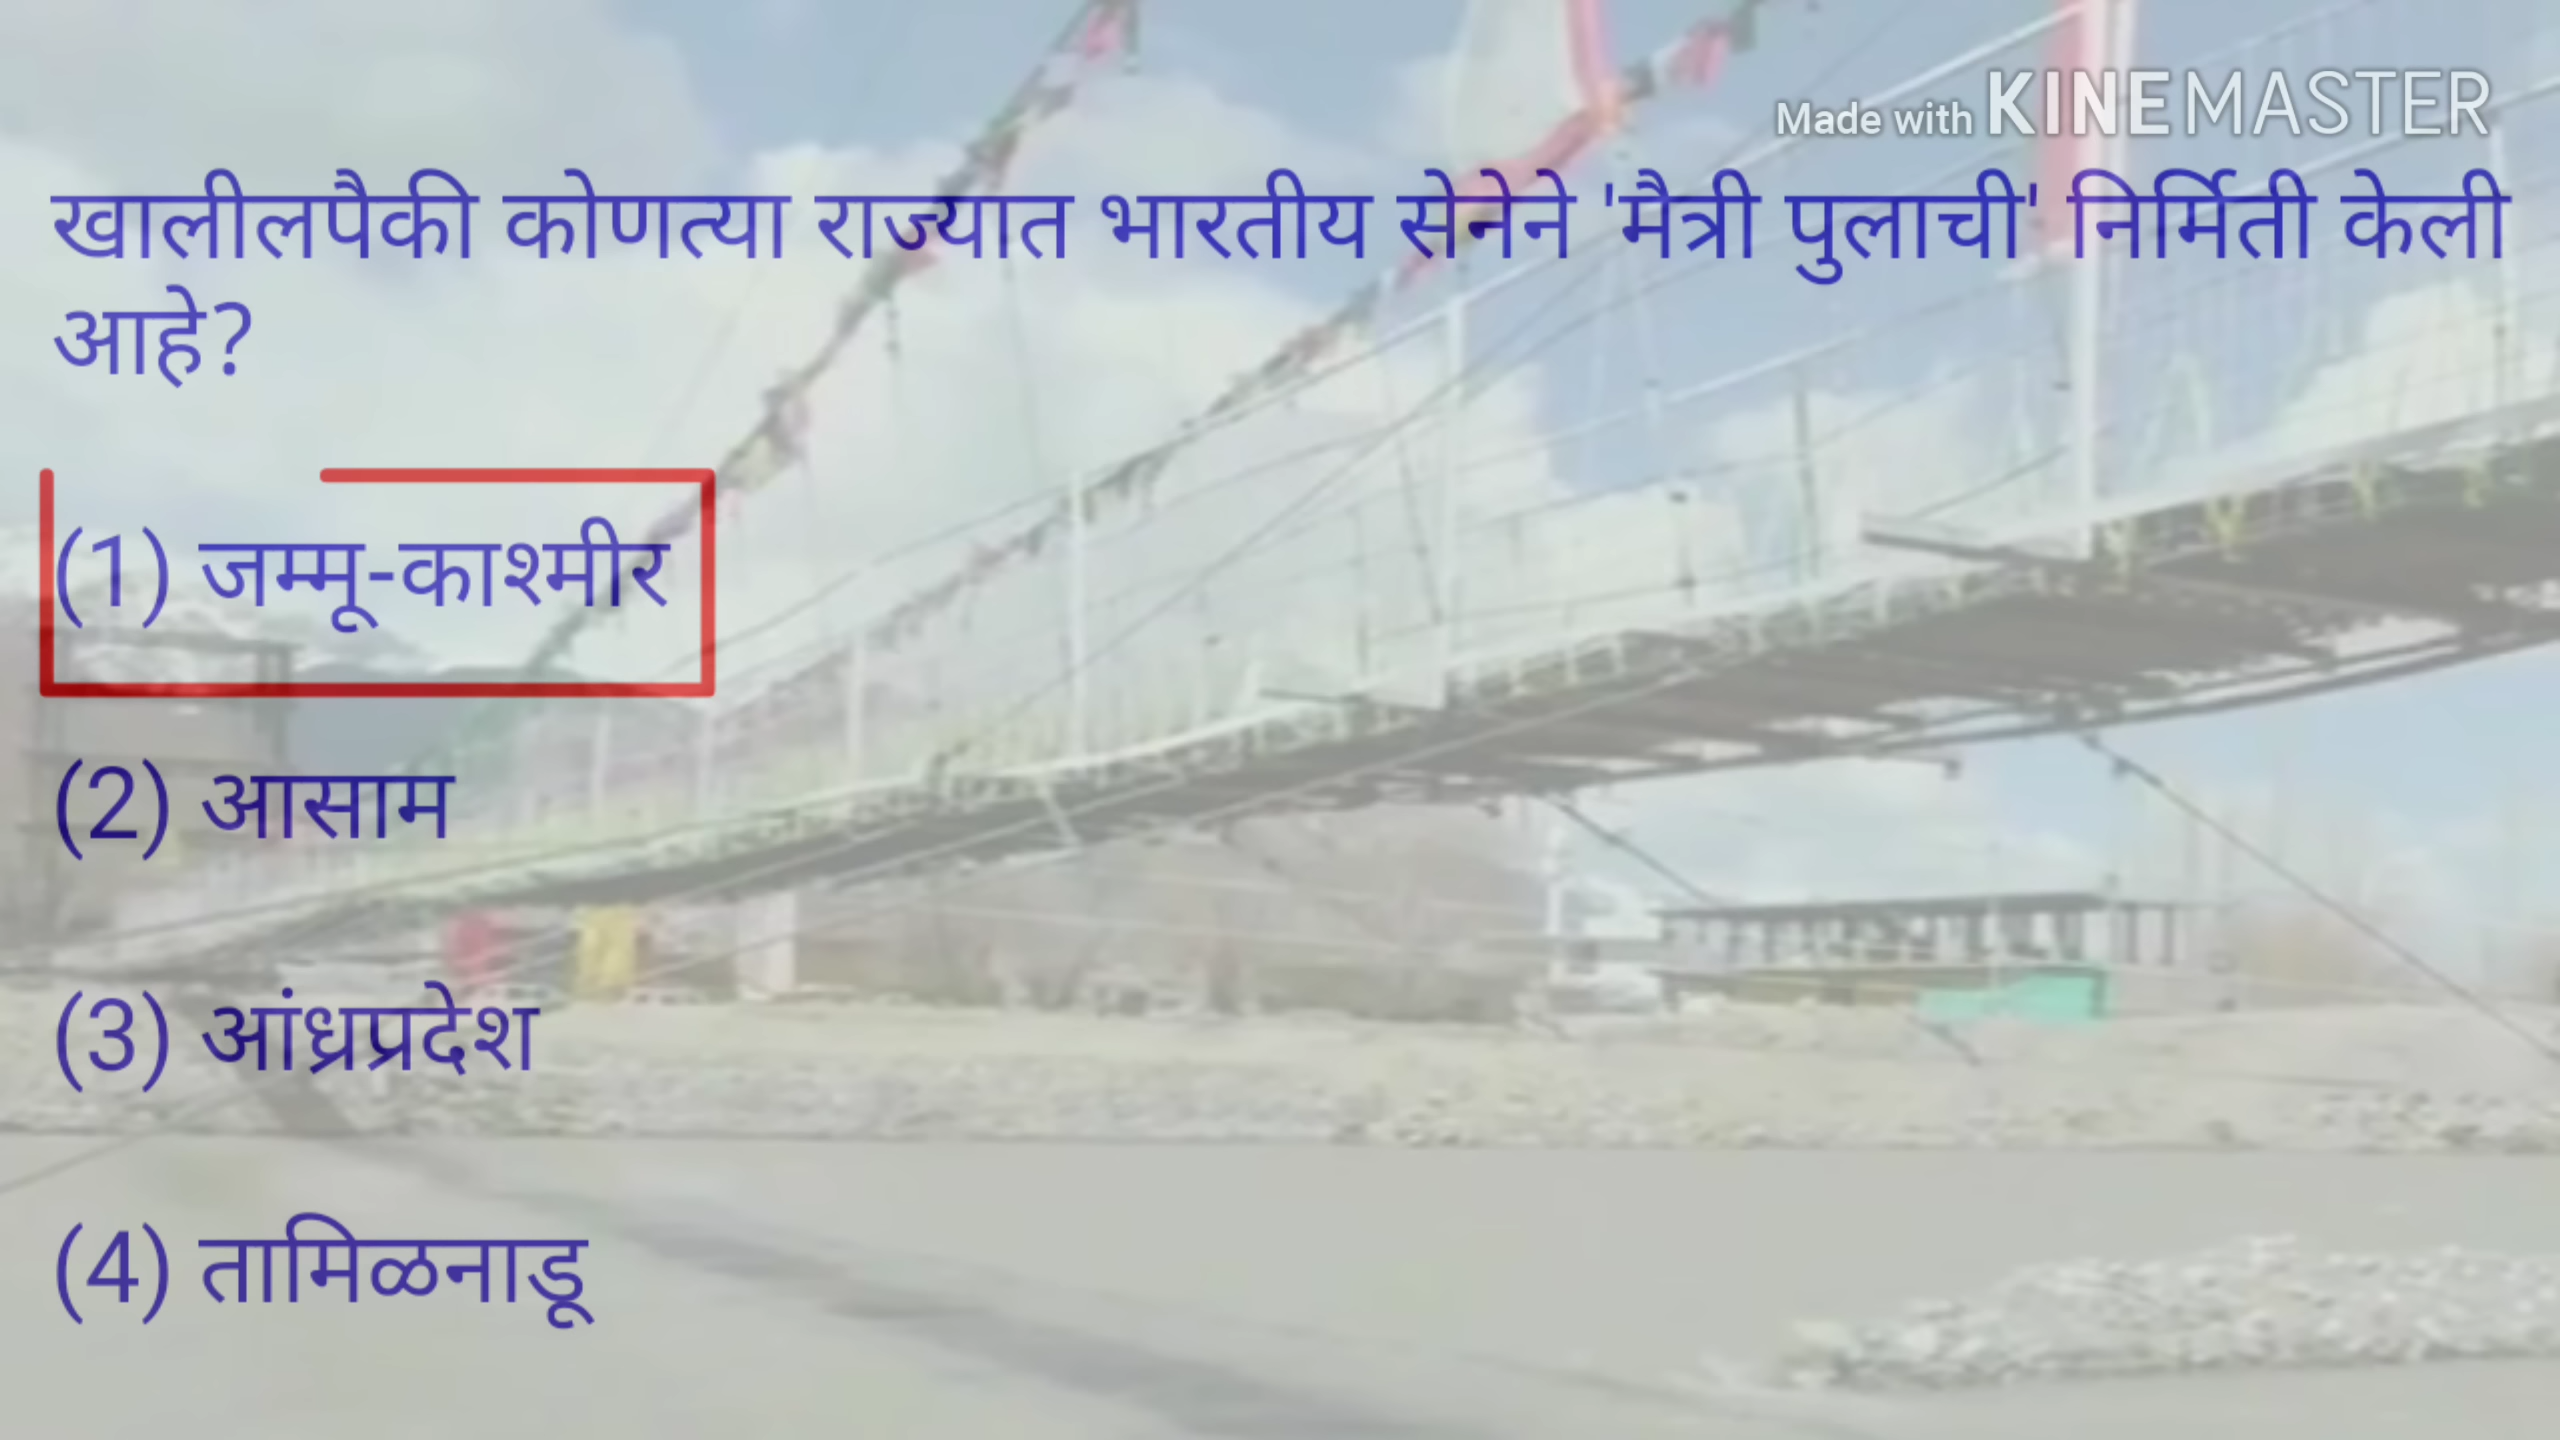 Made with KINEMASTER
खालीलपैकी कोणत्या राज्यात भारतीय सेनेने 'मैत्री पुलाची' निर्मिती केली
आहे?
(1) जम्मू-काश्मीर
(2) आसाम
(3) आंध्रप्रदेश
(4) तामिळनाडू